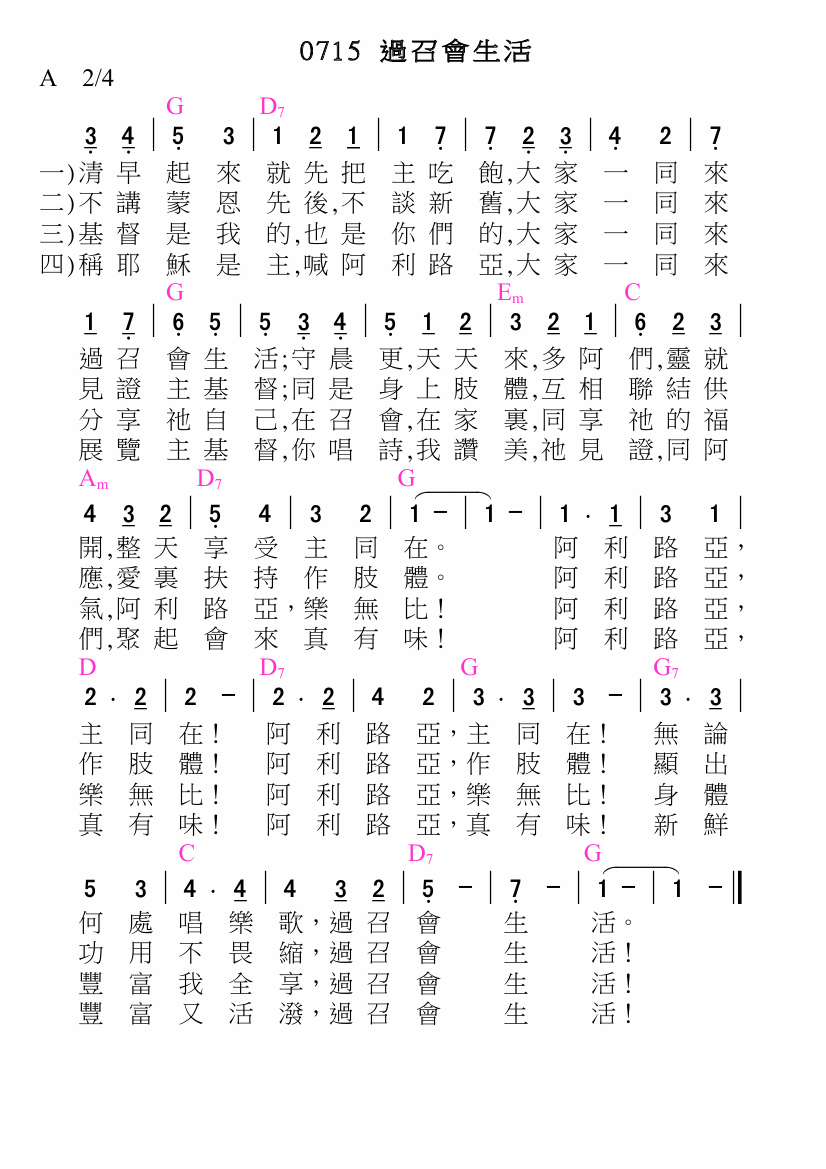 0715 過召會生活
A 2/4
G D7
3 4 | 5 3 | 1 2 1 | 1 7 | 7 2 3 | 4 2 | 7
一)清早起來就先把主吃飽,大家一同來
二)不講蒙恩先後,不談新舊,大家一同來
三)基督是我的,也是你們的,大家一同來
四)稱耶穌是主,喊阿利路亞,大家一同來
G Em C
1 7 | 6 5 | 5 3 4 | 5 1 2 | 3 2 1 | 6 2 3 |
過召會生活;守晨更,天天來,多阿們,靈就
見證主基督;同是身上肢體,互相聯結供
分享祂自己,在召會,在家裏,同享祂的福
展覽主基督,你唱詩,我讚美,祂見證,同阿
Am D7 G
4 3 2 | 5 4 | 3 2 | 1 - | 1 - | 1 . 1 | 3 1 |
開,整天享受主同在。 阿利路亞，
應,愛裏扶持作肢體。 阿利路亞，
氣,阿利路亞，樂無比! 阿利路亞，
們,聚起會來真有味! 阿利路亞，
D D7 G G7
2 . 2 | 2 - | 2 . 2 | 4 2 | 3 . 3 | 3 - | 3 . 3 |
主同在! 阿利路亞，主同在! 無論
作肢體! 阿利路亞，作肢體! 顯出
樂無比! 阿利路亞，樂無比! 身體
真有味! 阿利路亞，真有味! 新鮮
C D7 G
5 3 | 4 . 4 | 4 3 2 | 5 - | 7 - | 1 - | 1 - ||
何處唱樂歌，過召會生活。
功用不畏縮，過召會生活!
豐富我全享，過召會生活!
豐富又活潑，過召會生活!